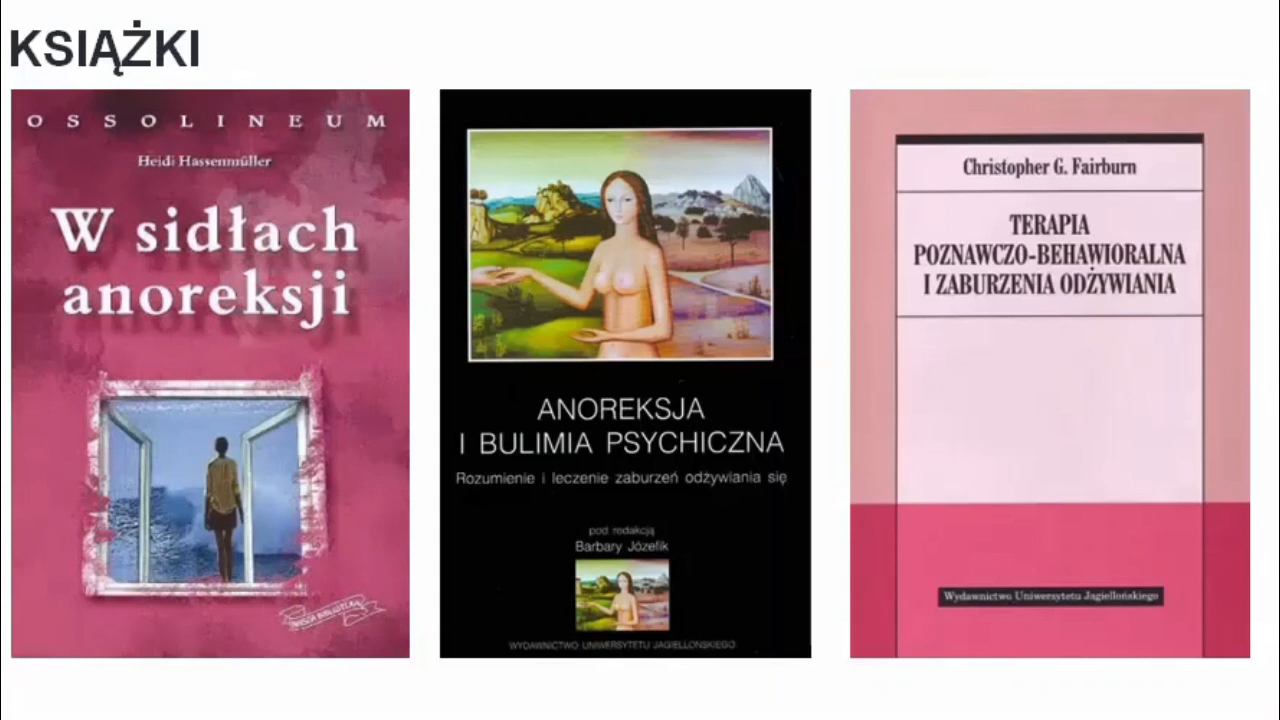 KSIĄŻKI
OSSOLINEUM
Heidi Hassenmüller
W sidłach
anoreksji
ANOREKSJA
I BULIMIA PSYCHICZNA
Rozumienie i leczenie zaburzeń odżywiania się
pod redakcją
Barbary Józefik
WYDAWNICTWO UNIWERSYTETU JAGIELLOŃSKIEGO
Christopher G. Fairburn
TERAPIA
POZNAWCZO-BEHAWIORALNA
I ZABURZENIA ODŻYWIANIA
Wydawnictwo Uniwersytetu Jagiellońskiego